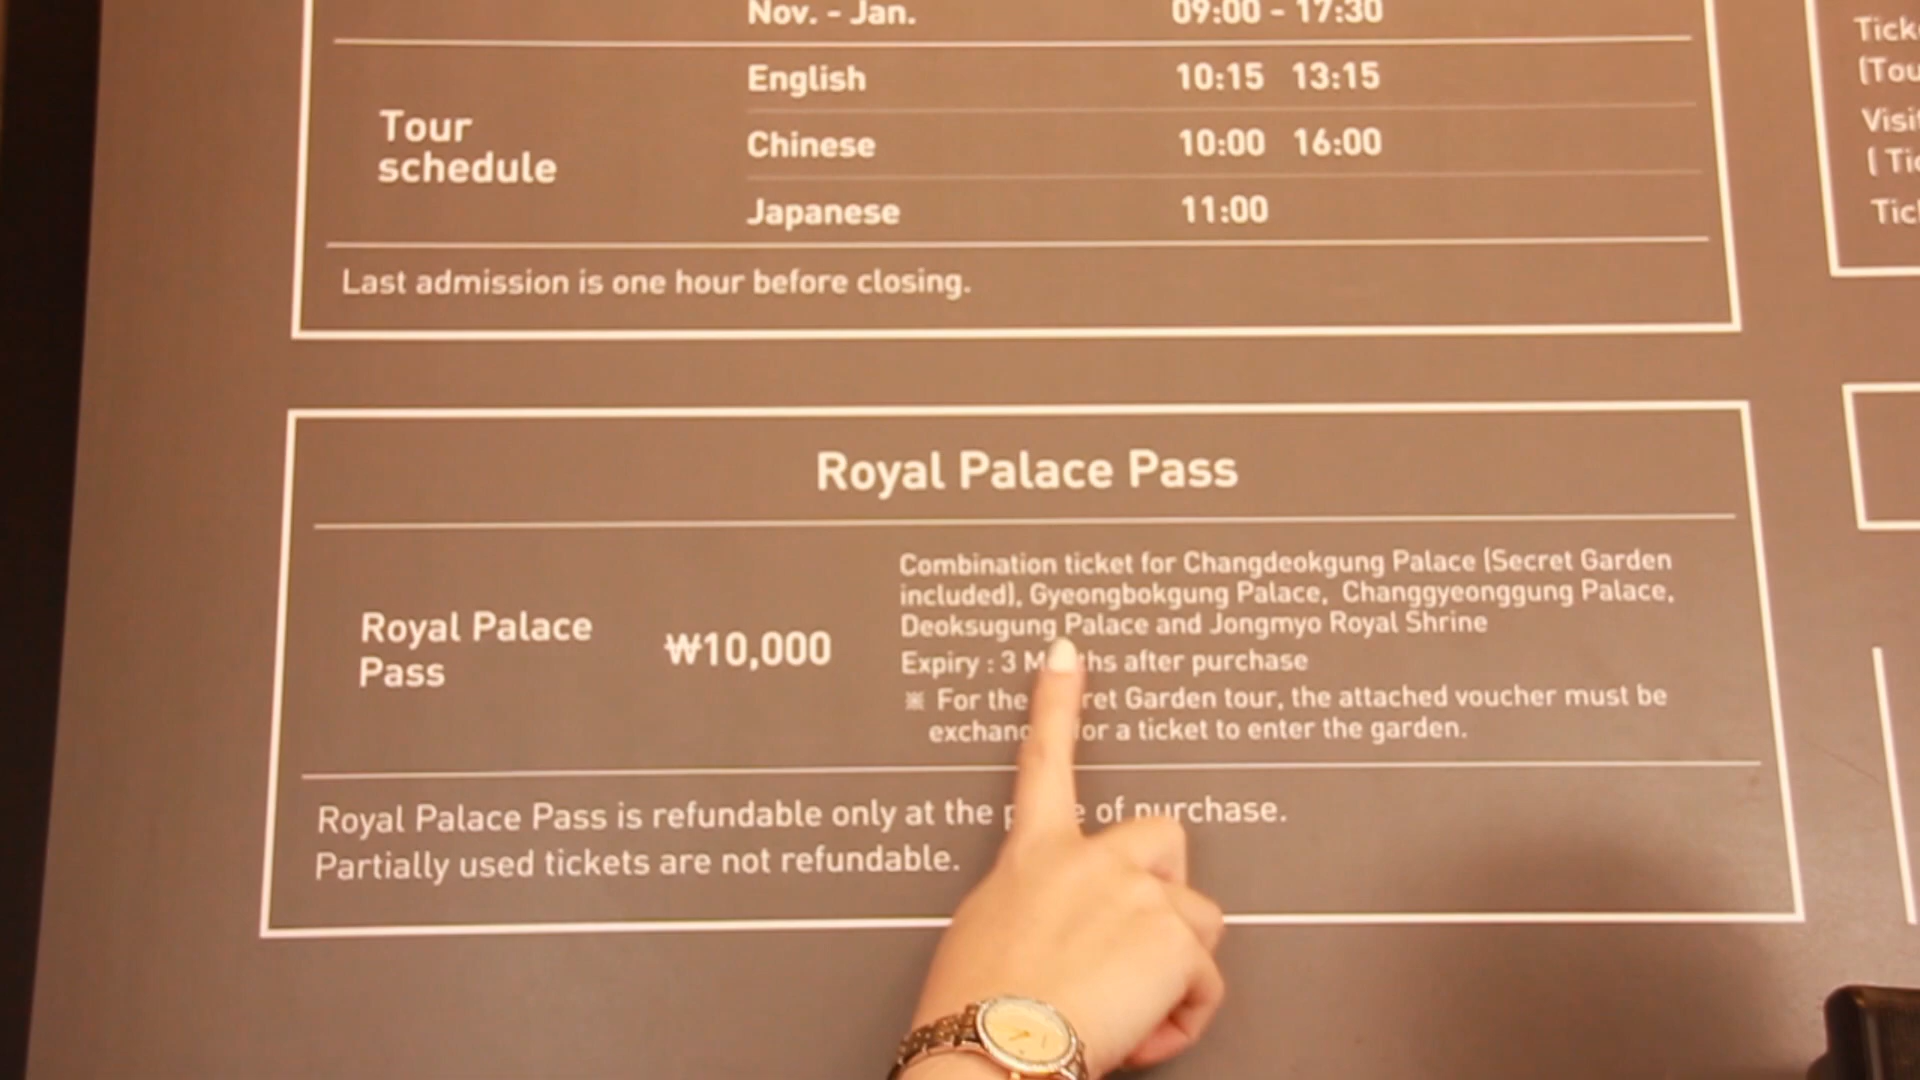 Nov. - Jan. 09:00 - 17:30
Tour
schedule
English 10:15 13:15
Chinese 10:00 16:00
Japanese 11:00
Last admission is one hour before closing.
Royal Palace Pass
Royal Palace
Pass
₩10,000
Combination ticket for Changdeokgung Palace (Secret Garden
included), Gyeongbokgung Palace, Changgyeonggung Palace,
Deoksugung Palace and Jongmyo Royal Shrine
Expiry : 3 M ths after purchase
※ For the ret Garden tour, the attached voucher must be
exchang or a ticket to enter the garden.
Royal Palace Pass is refundable only at the p e of purchase.
Partially used tickets are not refundable.
Tick
(Tou
Visi
( Tic
Tic